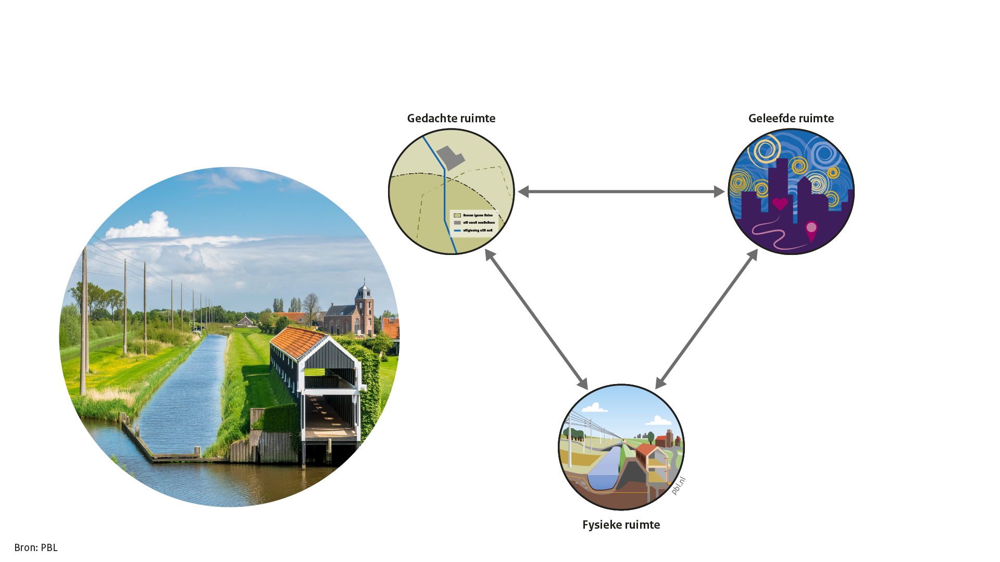 Gedachte ruimte
Geleefde ruimte
pbl.nl
Fysieke ruimte
Bron: PBL